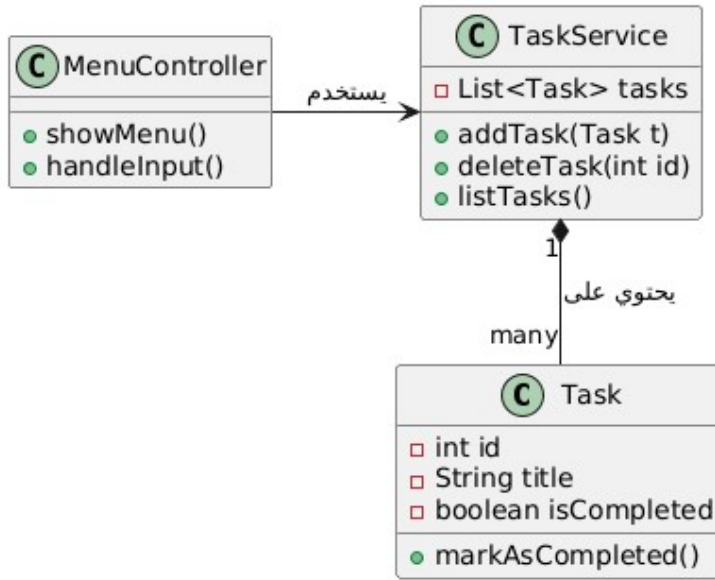 C MenuController
showMenu()
handleInput()
يستخدم
C TaskService
List<Task> tasks
addTask(Task t)
deleteTask(int id)
listTasks()
1
يحتوي على
many
C Task
int id
String title
boolean isCompleted
markAsCompleted()